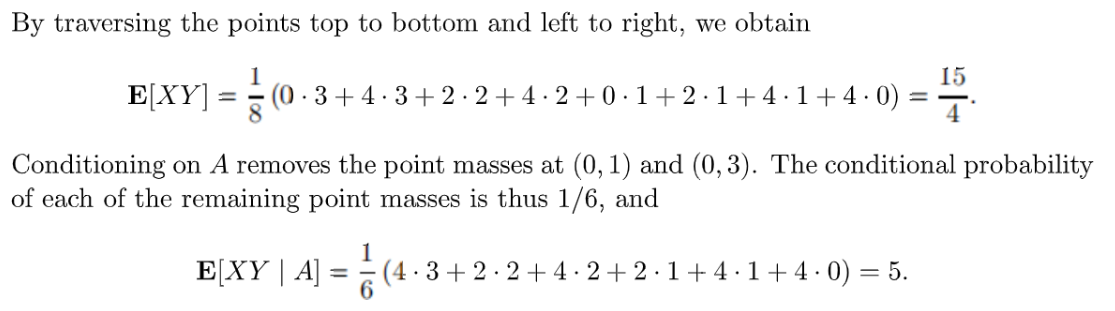 By traversing the points top to bottom and left to right, we obtain
E[XY] = 1/8 (0 · 3 + 4 · 3 + 2 · 2 + 4 · 2 + 0 · 1 + 2 · 1 + 4 · 1 + 4 · 0) = 15/4.
Conditioning on A removes the point masses at (0, 1) and (0, 3). The conditional probability
of each of the remaining point masses is thus 1/6, and
E[XY | A] = 1/6 (4 · 3 + 2 · 2 + 4 · 2 + 2 · 1 + 4 · 1 + 4 · 0) = 5.